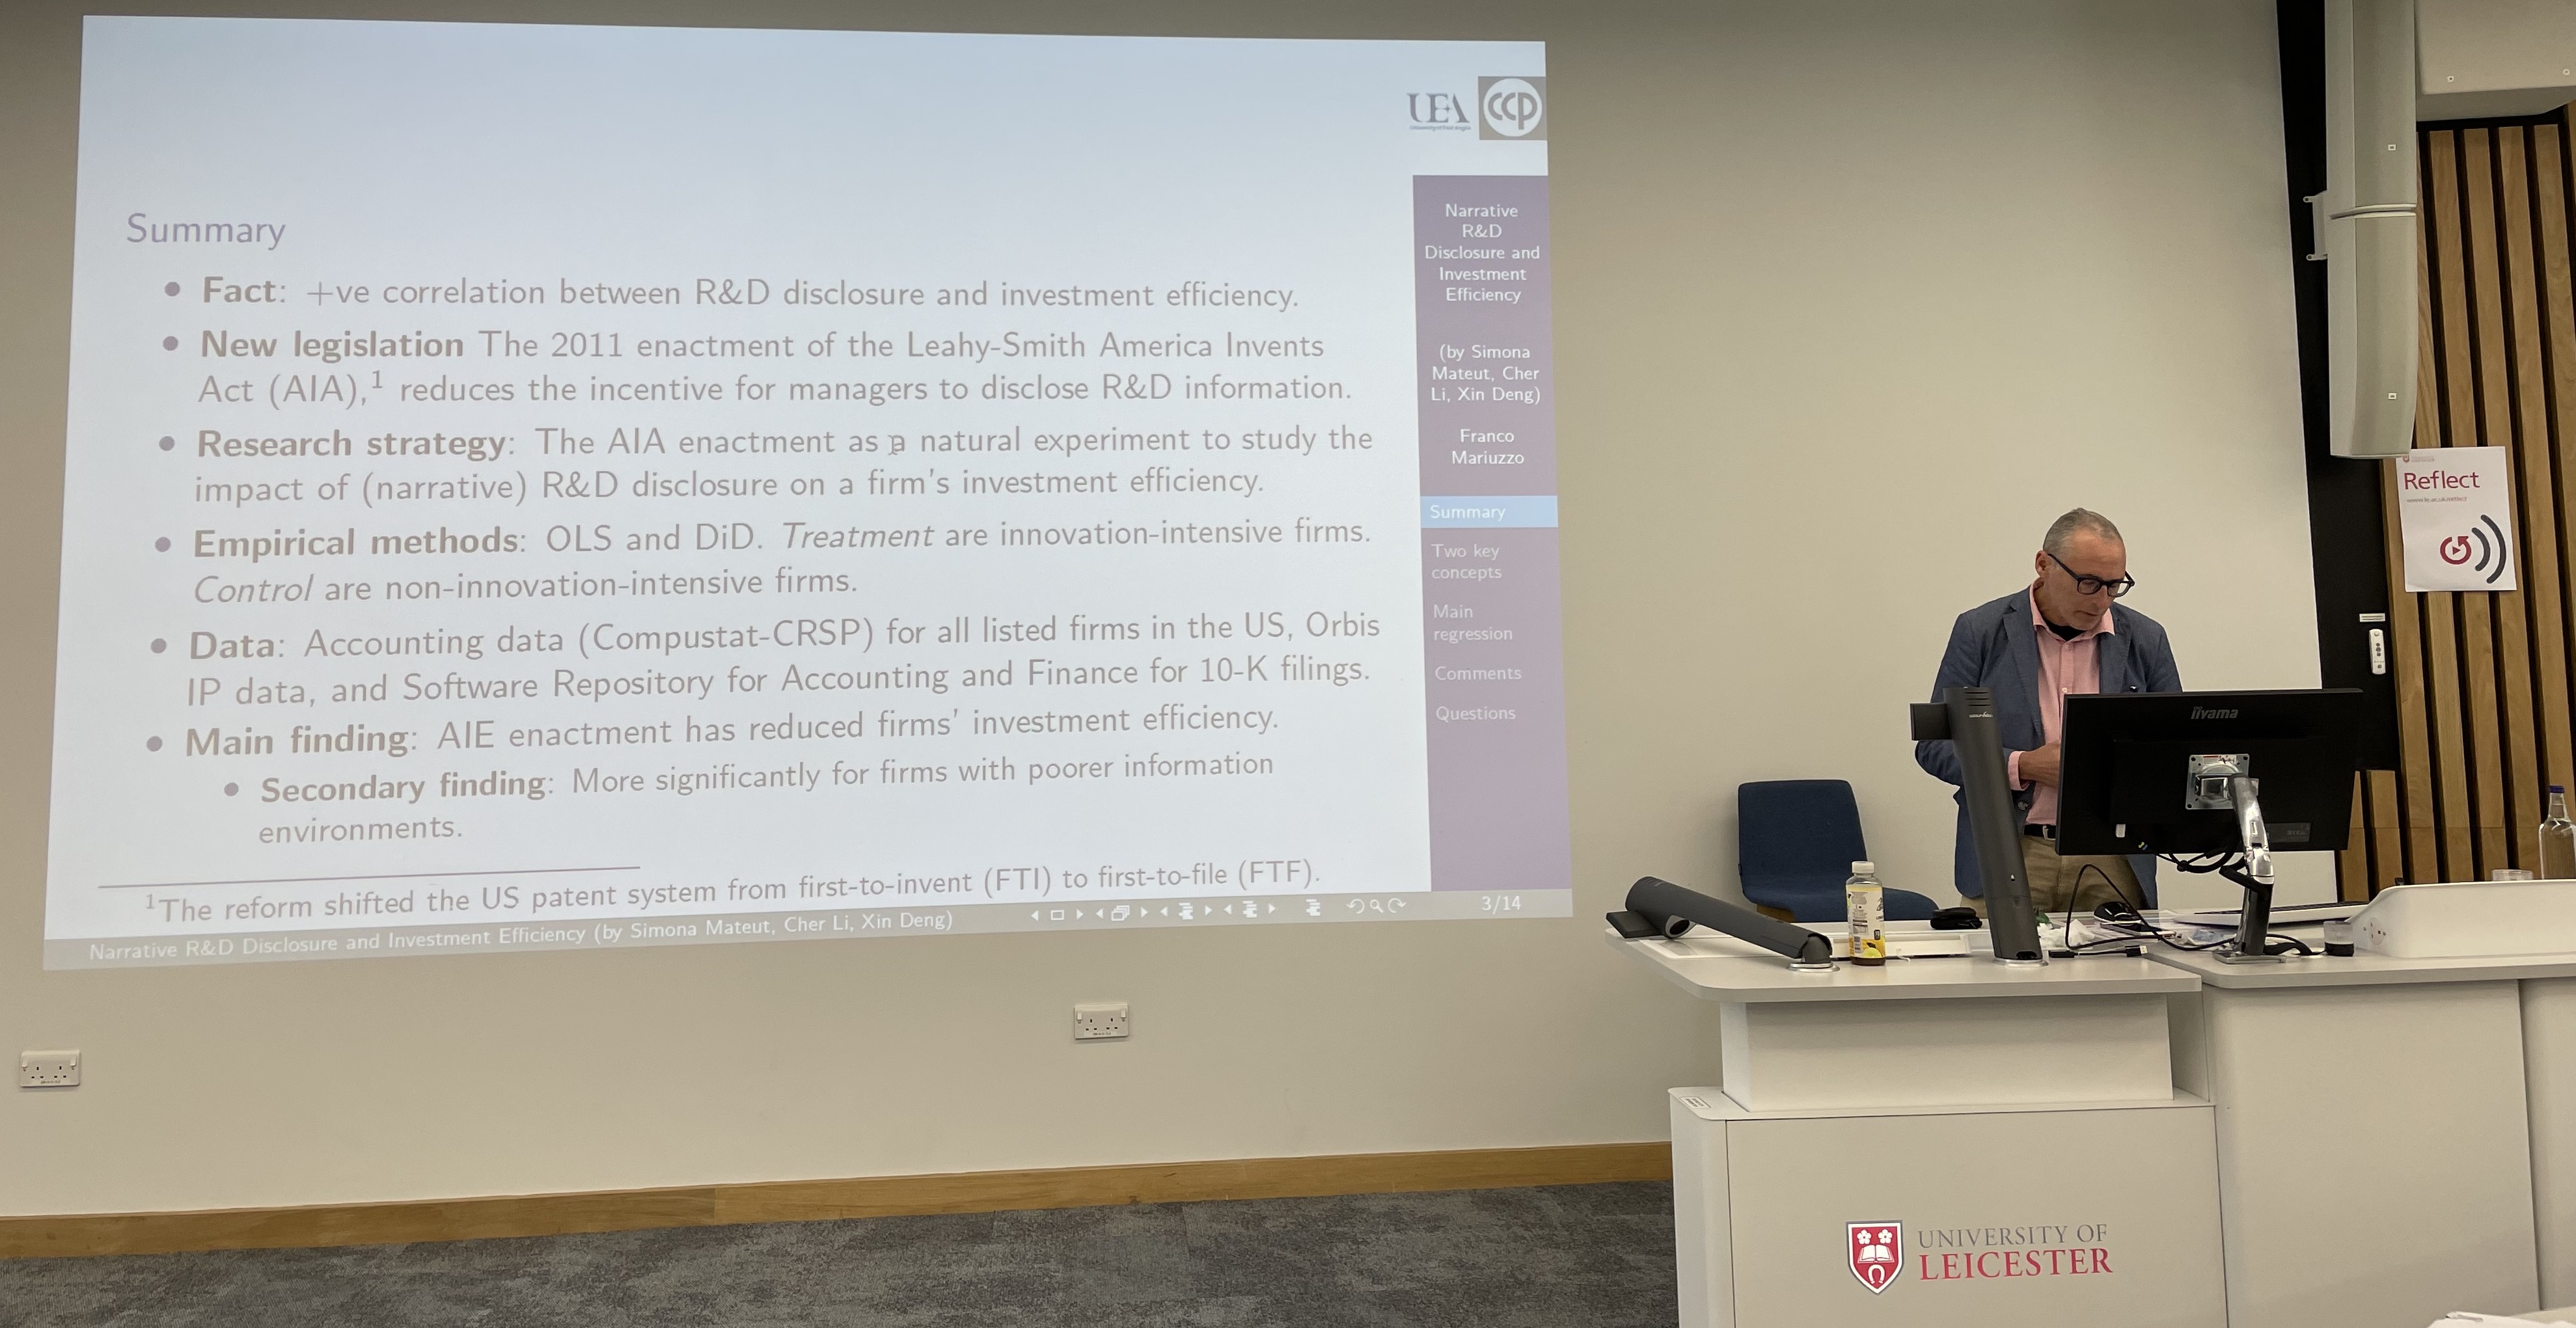 UEA
CCP
Summary
• Fact: +ve correlation between R&D disclosure and investment efficiency.
• New legislation The 2011 enactment of the Leahy-Smith America Invents
Act (AIA),¹ reduces the incentive for managers to disclose R&D information.
• Research strategy: The AIA enactment as a natural experiment to study the
impact of (narrative) R&D disclosure on a firm's investment efficiency.
• Empirical methods: OLS and DiD. Treatment are innovation-intensive firms.
Control are non-innovation-intensive firms.
• Data: Accounting data (Compustat-CRSP) for all listed firms in the US, Orbis
IP data, and Software Repository for Accounting and Finance for 10-K filings.
• Main finding: AIE enactment has reduced firms' investment efficiency.
• Secondary finding: More significantly for firms with poorer information
environments.
¹The reform shifted the US patent system from first-to-invent (FTI) to first-to-file (FTF).
Narrative R&D Disclosure and Investment Efficiency (by Simona Mateut, Cher Li, Xin Deng)
3/14
Narrative
R&D
Disclosure and
Investment
Efficiency
(by Simona
Mateut, Cher
Li, Xin Deng)
Franco
Mariuzzo
Summary
Two key
concepts
Main
regression
Comments
Questions
Reflect
iiyama
UNIVERSITY OF
LEICESTER